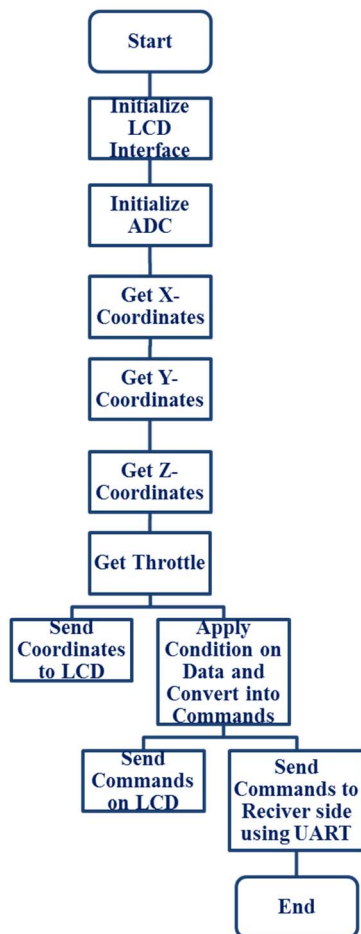 Start
Initialize
LCD
Interface
Initialize
ADC
Get X-
Coordinates
Get Y-
Coordinates
Get Z-
Coordinates
Get Throttle
Send
Coordinates
to LCD
Apply
Condition on
Data and
Convert into
Commands
Send
Commands
on LCD
Send
Commands to
Reciver side
using UART
End